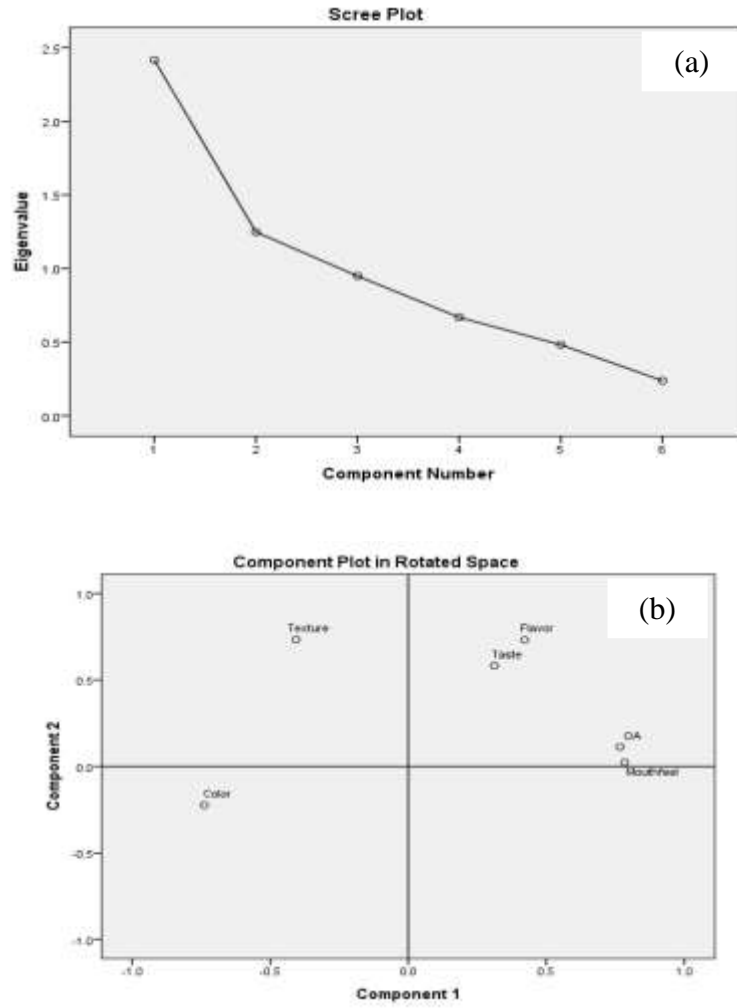 Scree Plot
(a)
2.5
2.0
1.5
1.0
0.5
0.0
Eigenvalue
1 2 3 4 5 6
Component Number
Component Plot in Rotated Space
(b)
1.0
0.5
0.0
-0.5
-1.0
Component 2
Texture
Flavor
Taste
OA
Mouthfeel
Color
-1.0 -0.5 0.0 0.5 1.0
Component 1